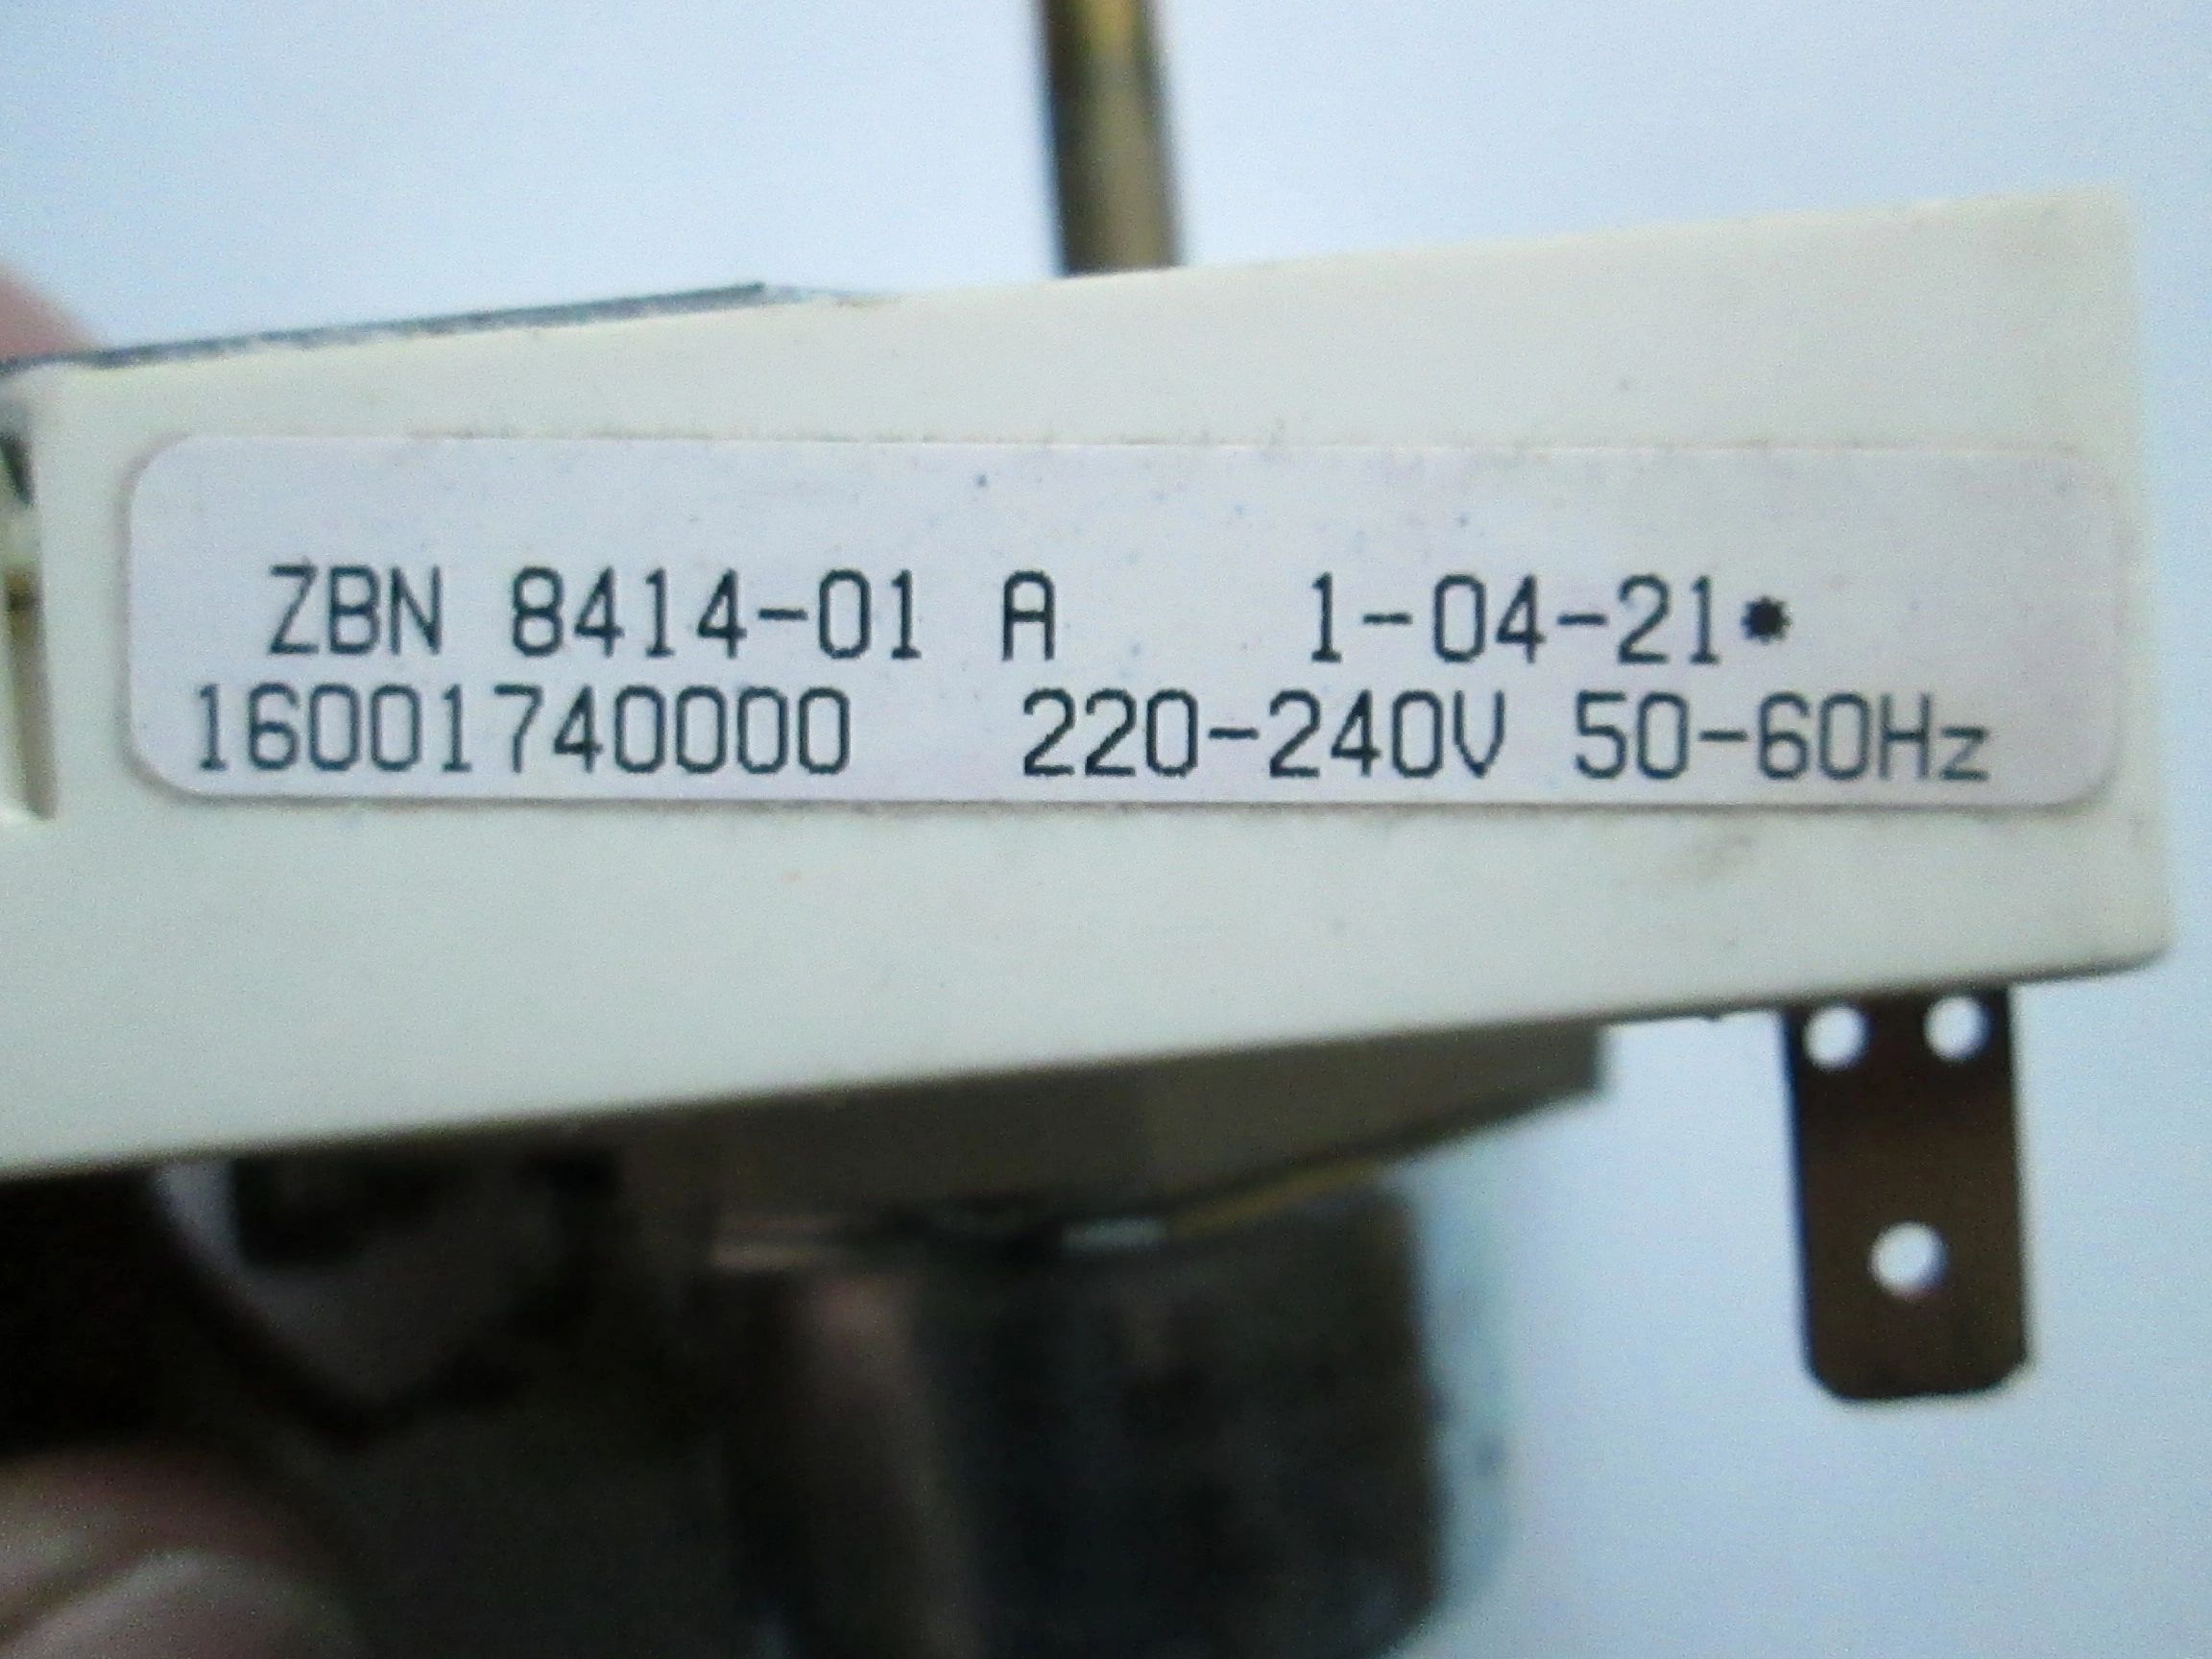 ZBN 8414-01 A 1-04-21*
16001740000 220-240V 50-60Hz